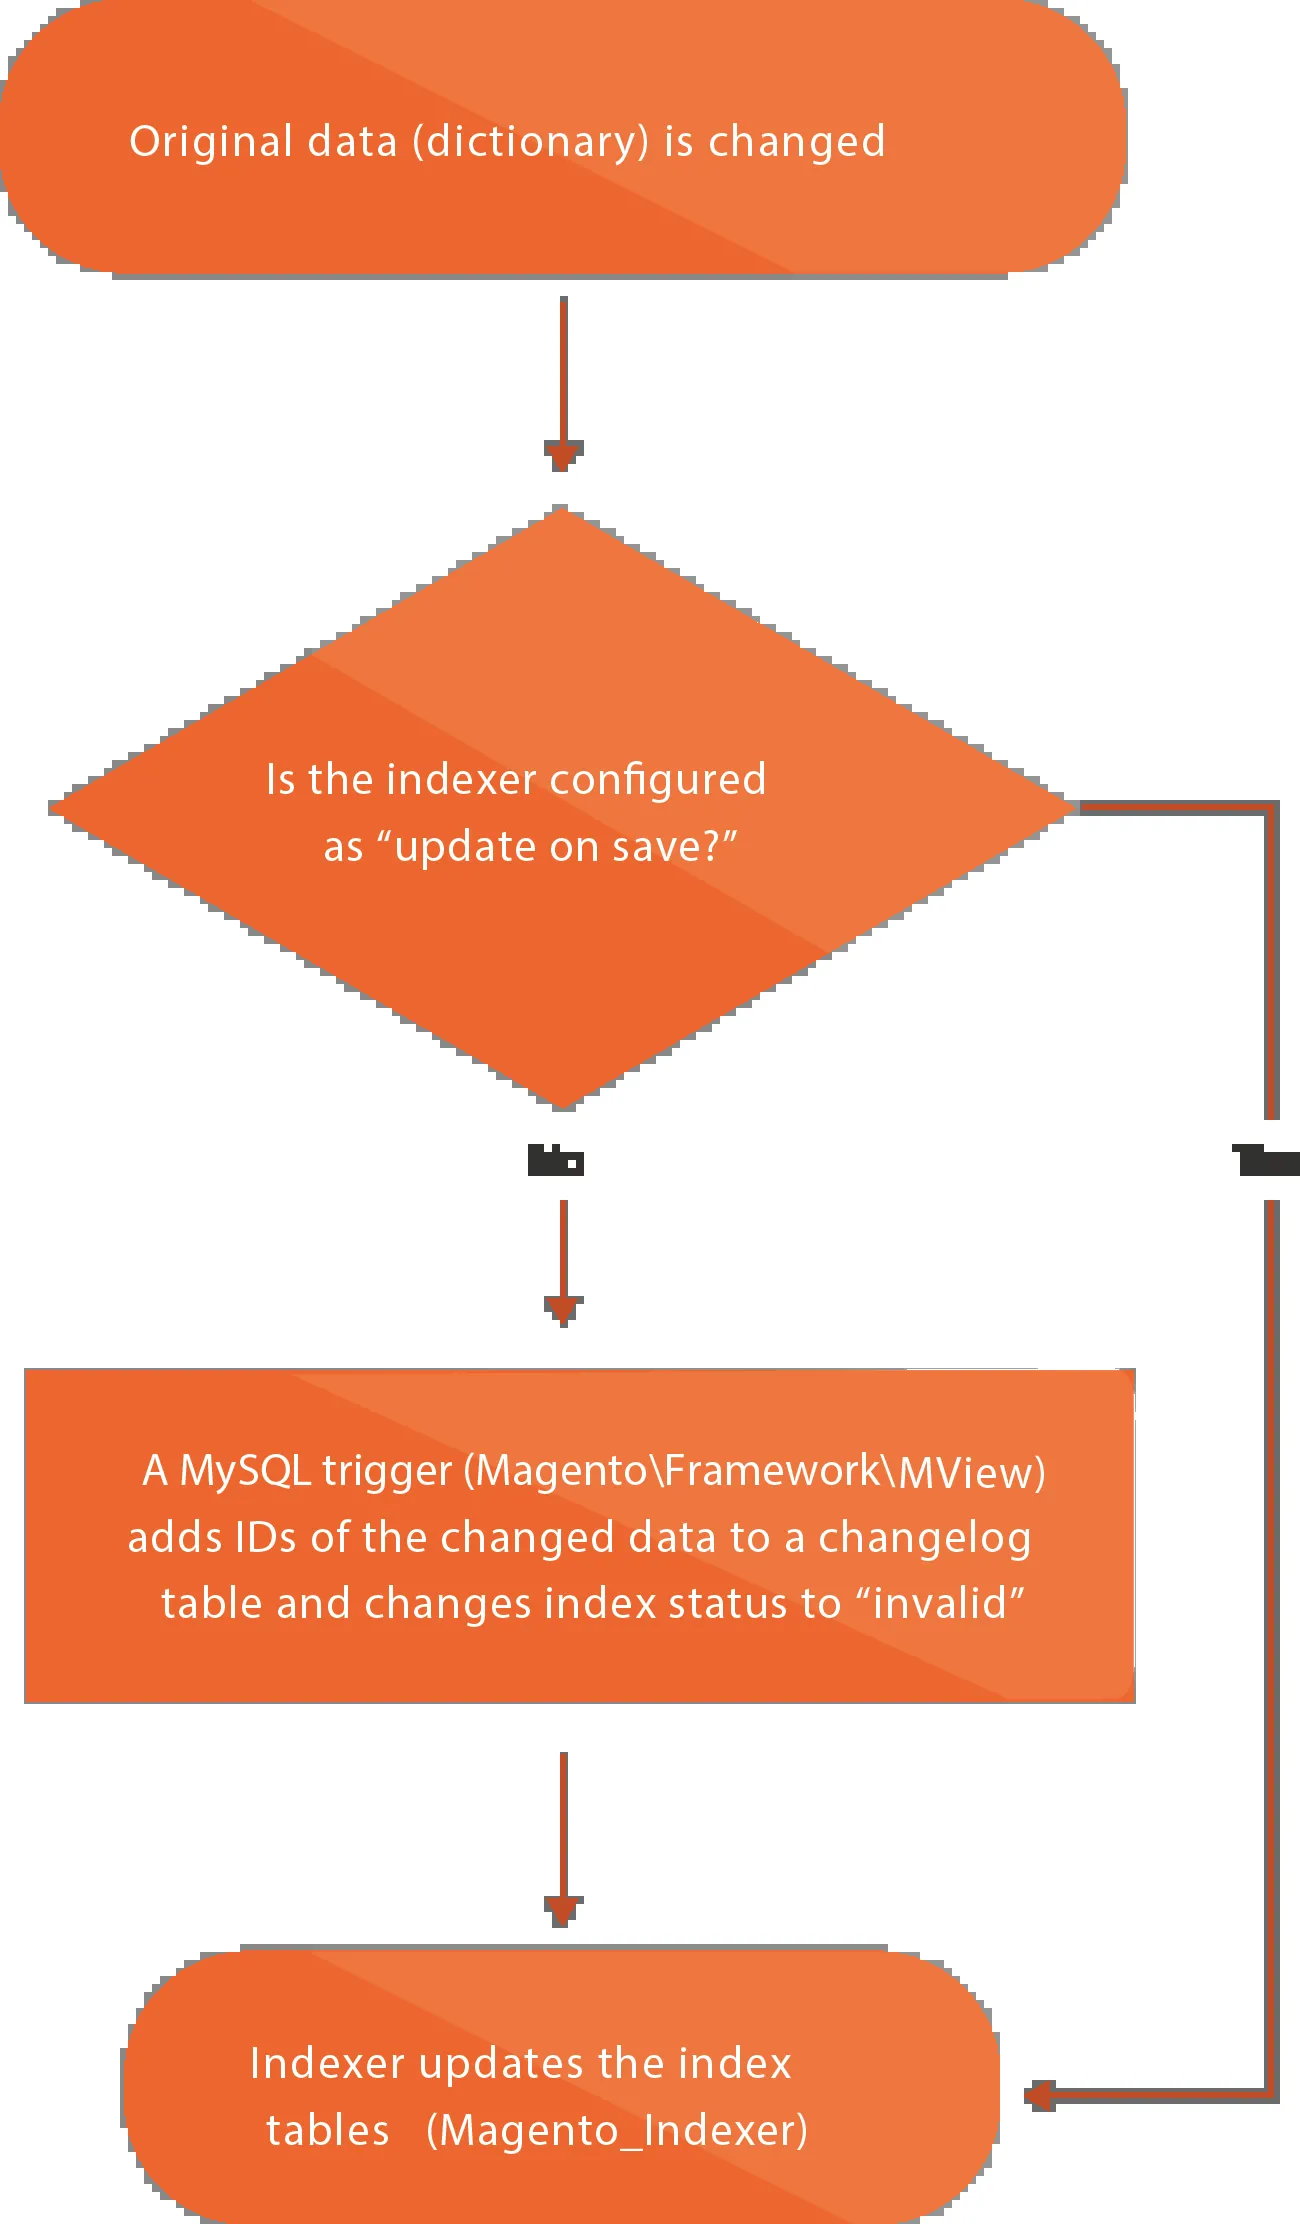 Original data (dictionary) is changed
Is the indexer configured
as “update on save?”
A MySQL trigger (Magento\Framework\MView)
adds IDs of the changed data to a changelog
table and changes index status to “invalid”
Indexer updates the index
tables (Magento_Indexer)